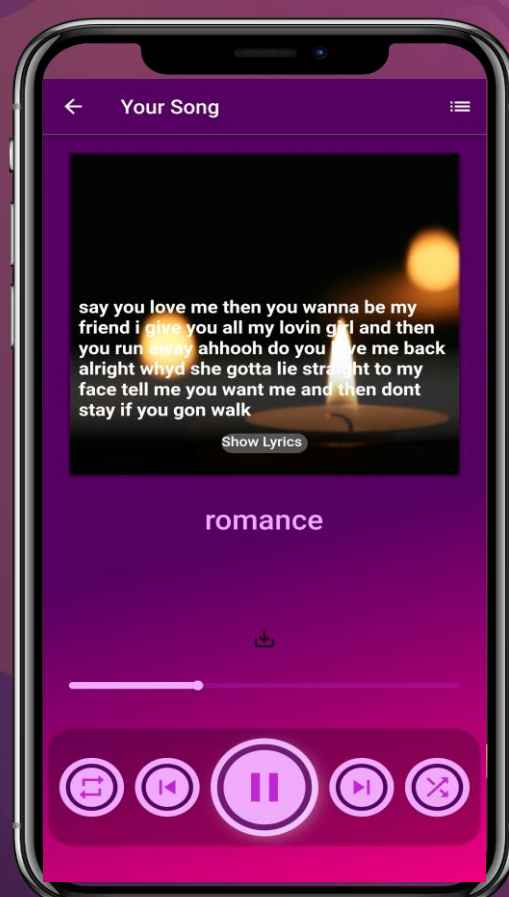 Your Song
say you love me then you wanna be my
friend i give you all my lovin girl and then
you run away ahhooh do you love me back
alright whyd she gotta lie straight to my
face tell me you want me and then dont
stay if you gon walk
Show Lyrics
romance